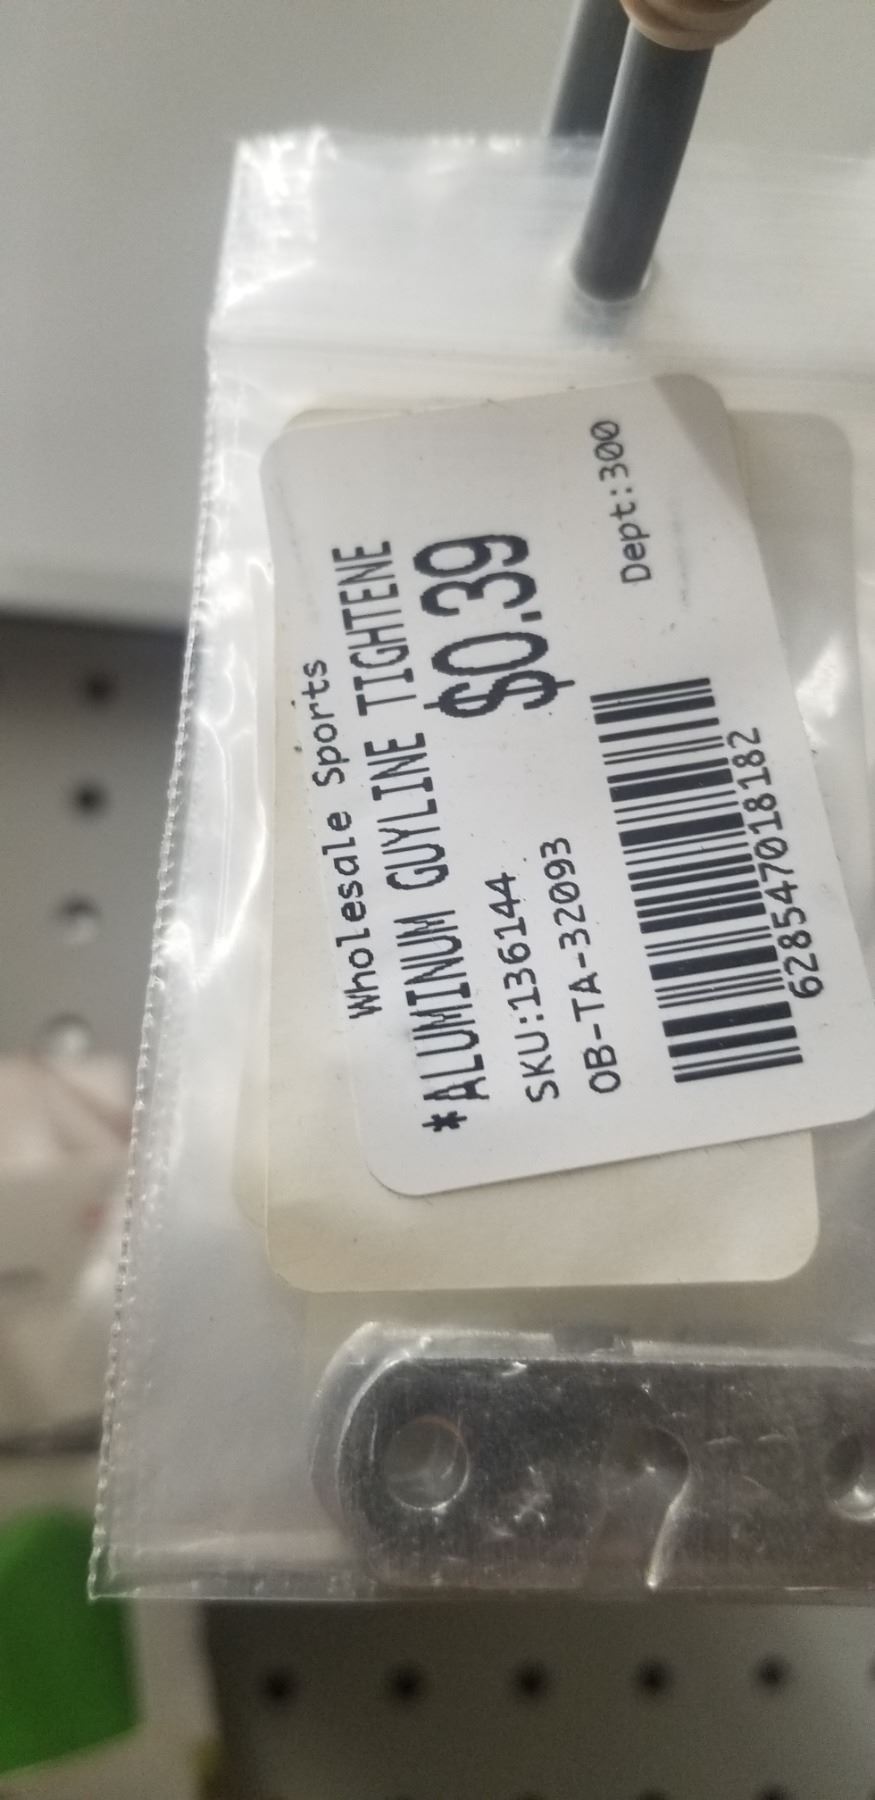 Wholesale Sports
*ALUMINUM GUYLINE TIGHTENE
$0.39
SKU:136144
OB-TA-32093
Dept:300
628547018182